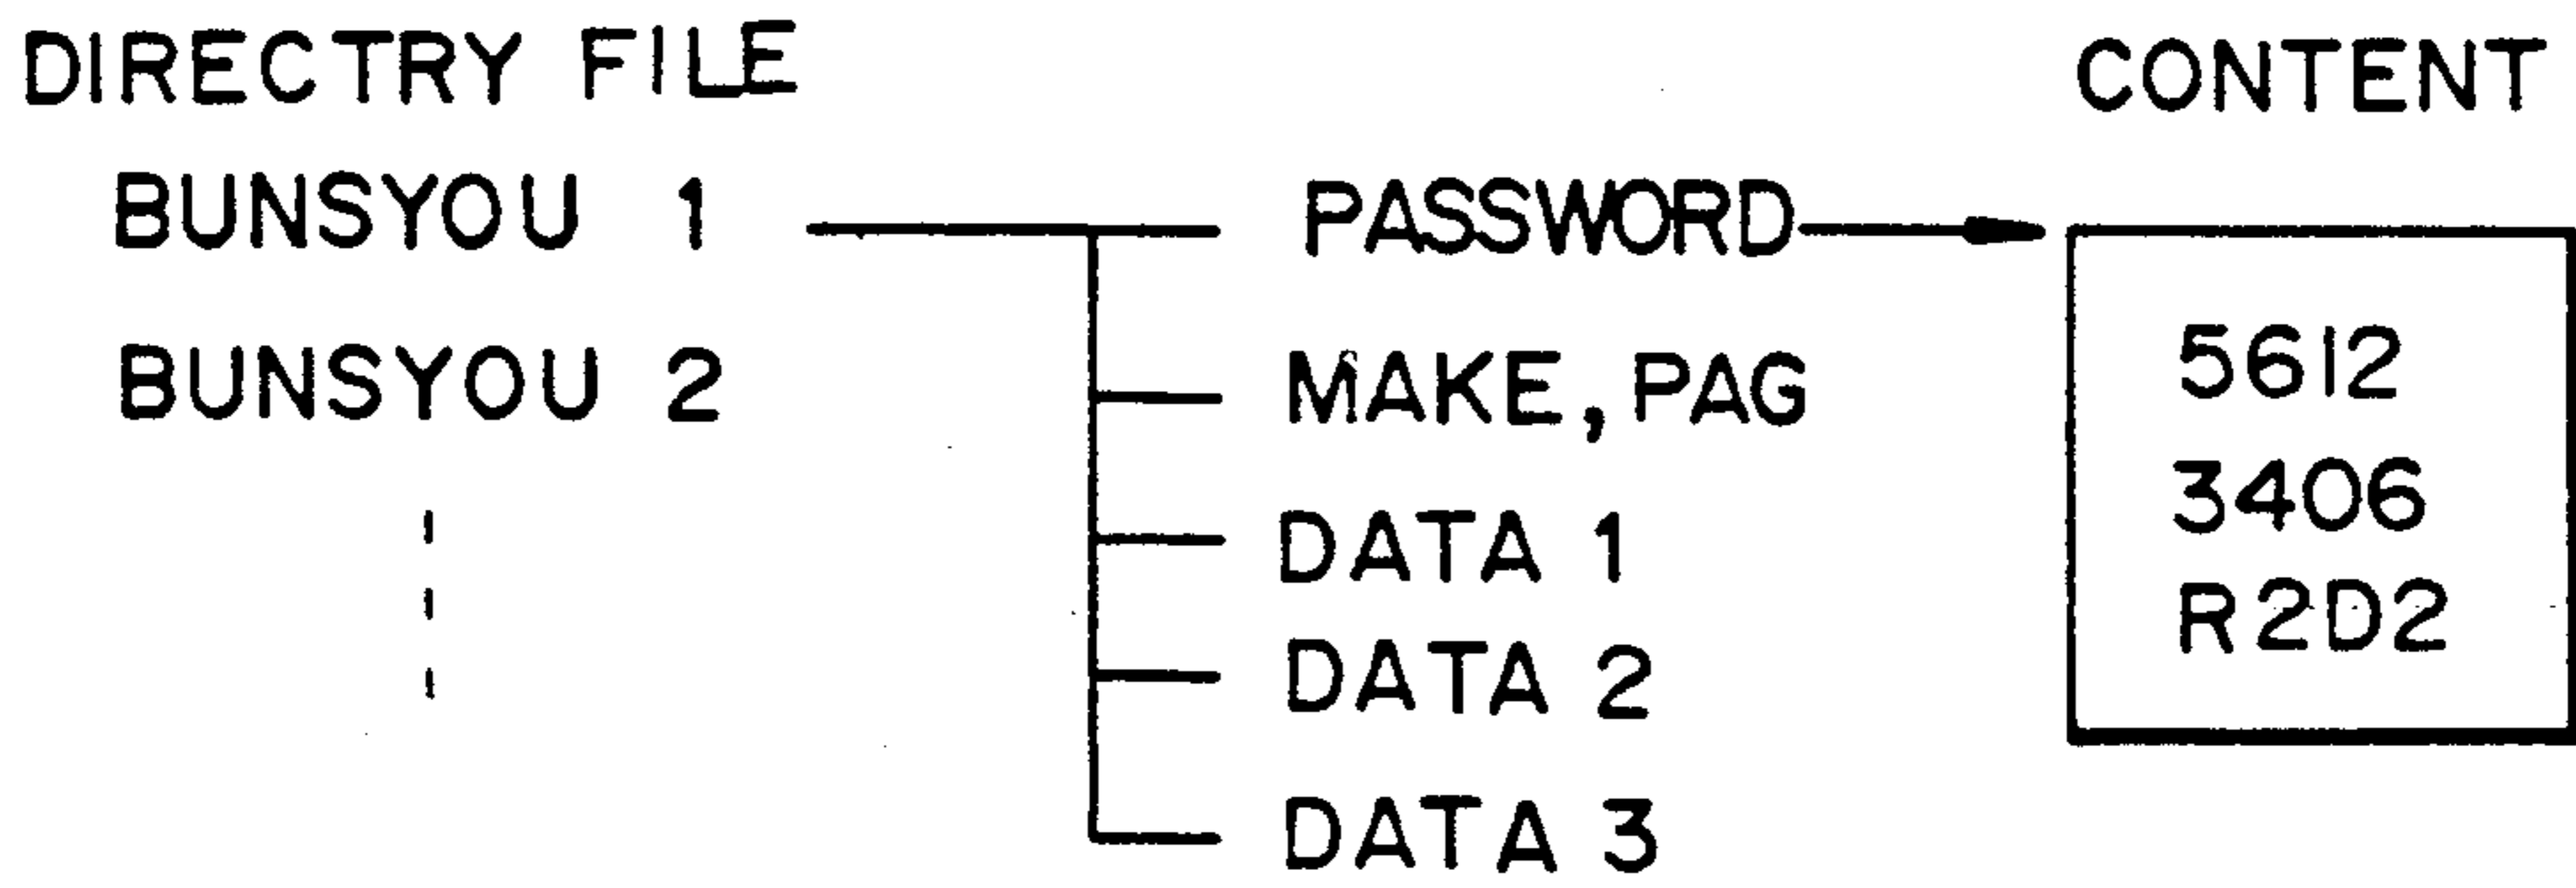 DIRECTRY FILE
CONTENT
BUNSYOU 1
PASSWORD
BUNSYOU 2
MAKE, PAG
DATA 1
DATA 2
DATA 3
5612
3406
R2D2